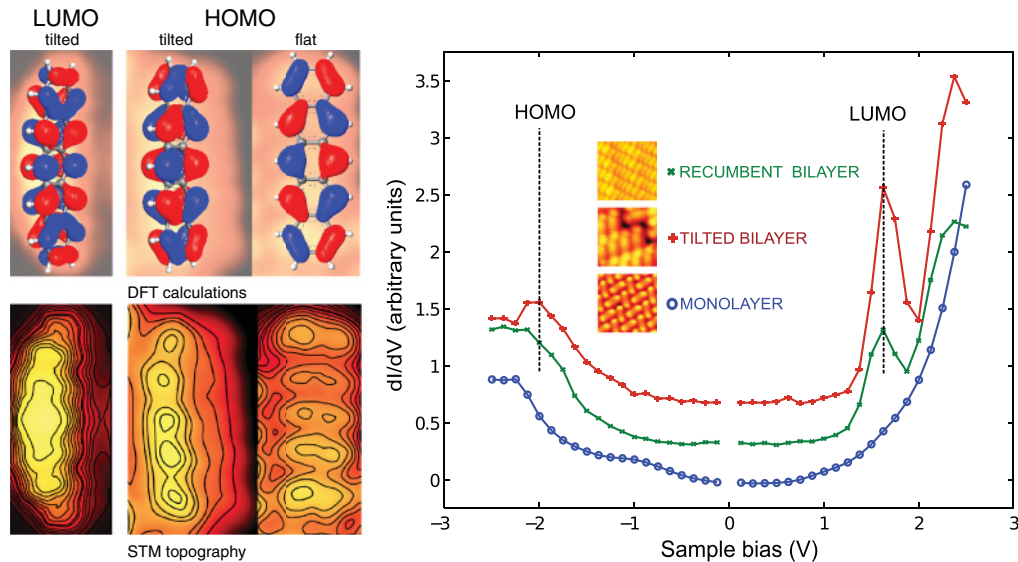 LUMO
HOMO
tilted
tilted
flat
DFT calculations
STM topography
dI/dV (arbitrary units)
3.5
3
2.5
2
1.5
1
0.5
0
HOMO
LUMO
RECUMBENT BILAYER
TILTED BILAYER
MONOLAYER
−3
−2
−1
0
1
2
3
Sample bias (V)